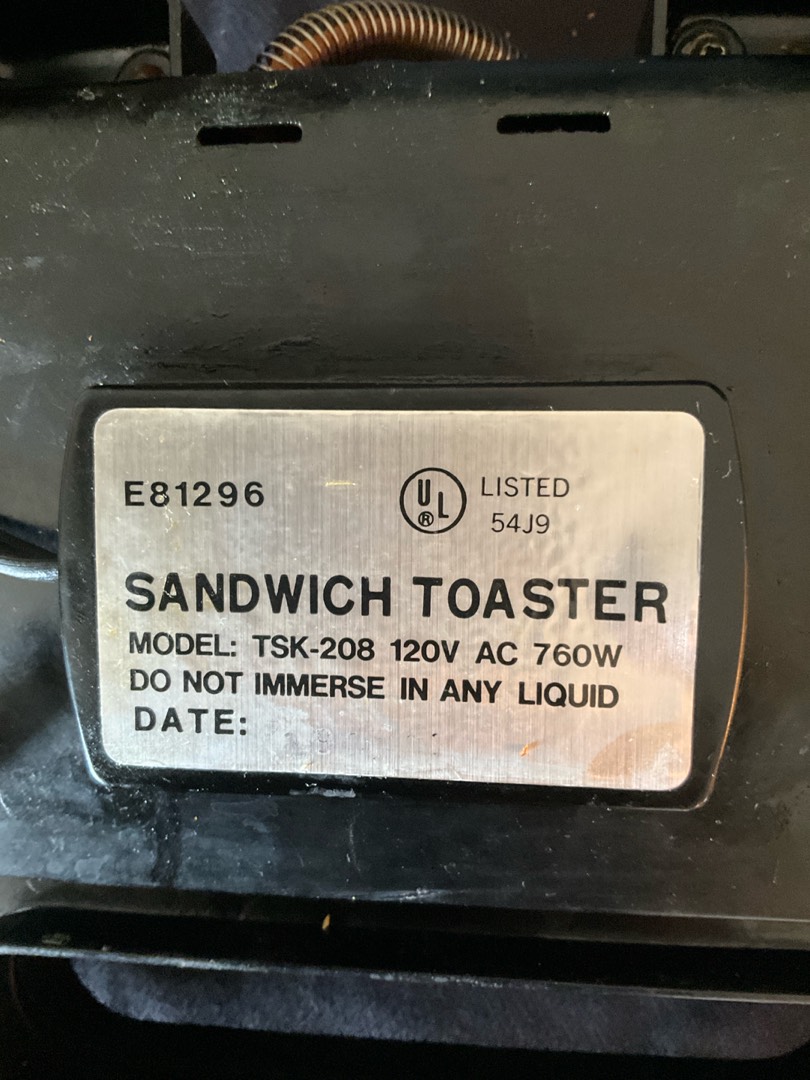 E81296
UL ® LISTED
54J9
SANDWICH TOASTER
MODEL: TSK-208 120V AC 760W
DO NOT IMMERSE IN ANY LIQUID
DATE: